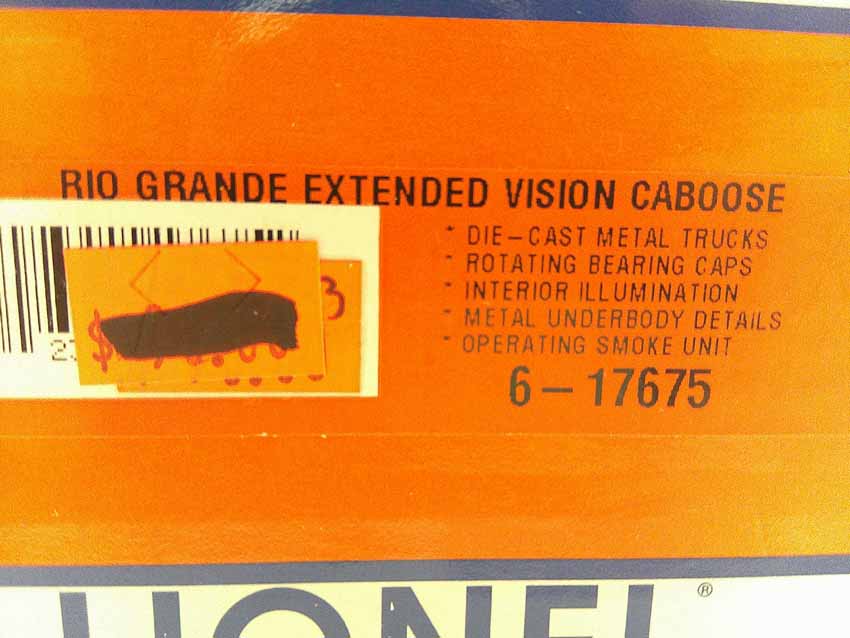 RIO GRANDE EXTENDED VISION CABOOSE
* DIE-CAST METAL TRUCKS
* ROTATING BEARING CAPS
* INTERIOR ILLUMINATION
* METAL UNDERBODY DETAILS
* OPERATING SMOKE UNIT
6-17675
LIONEL®